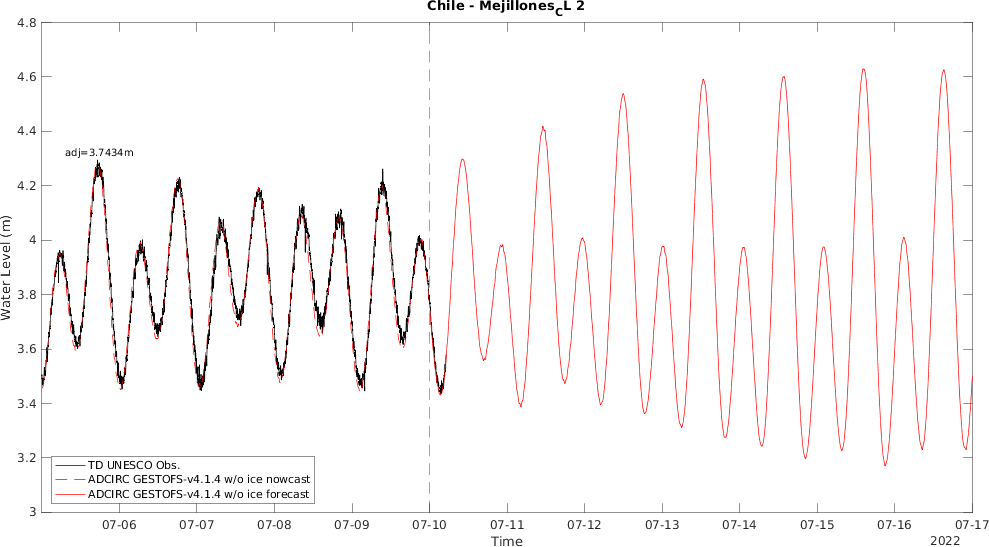 Chile - Mejillones_CL 2
4.8
4.6
4.4
4.2
4
3.8
3.6
3.4
3.2
3
Water Level (m)
adj=3.7434m
TD UNESCO Obs.
ADCIRC GESTOFS-v4.1.4 w/o ice nowcast
ADCIRC GESTOFS-v4.1.4 w/o ice forecast
07-06 07-07 07-08 07-09 07-10 07-11 07-12 07-13 07-14 07-15 07-16 07-17
Time
2022